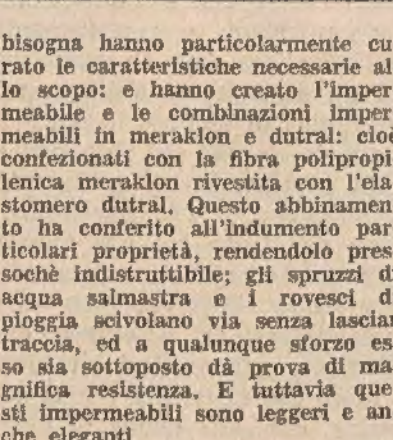 bisogna hanno particolarmente cu
rato le caratteristiche necessarie al
lo scopo: e hanno creato l'imper
meabile e le combinazioni imper
meabili in meraklon e dutral: cioè
confezionati con la fibra polipropi
lenica meraklon rivestita con l'ela
stomero dutral. Questo abbinamen
to ha conferito all'indumento par
ticolari proprietà, rendendolo pres
sochè indistruttibile; gli spruzzi d
acqua salmastra e i rovesci d
pioggia scivolano via senza lasciar
traccia, ed a qualunque sforzo es
so sia sottoposto dà prova di ma
gnifica resistenza. E tuttavia que
sti impermeabili sono leggeri e an
che eleganti